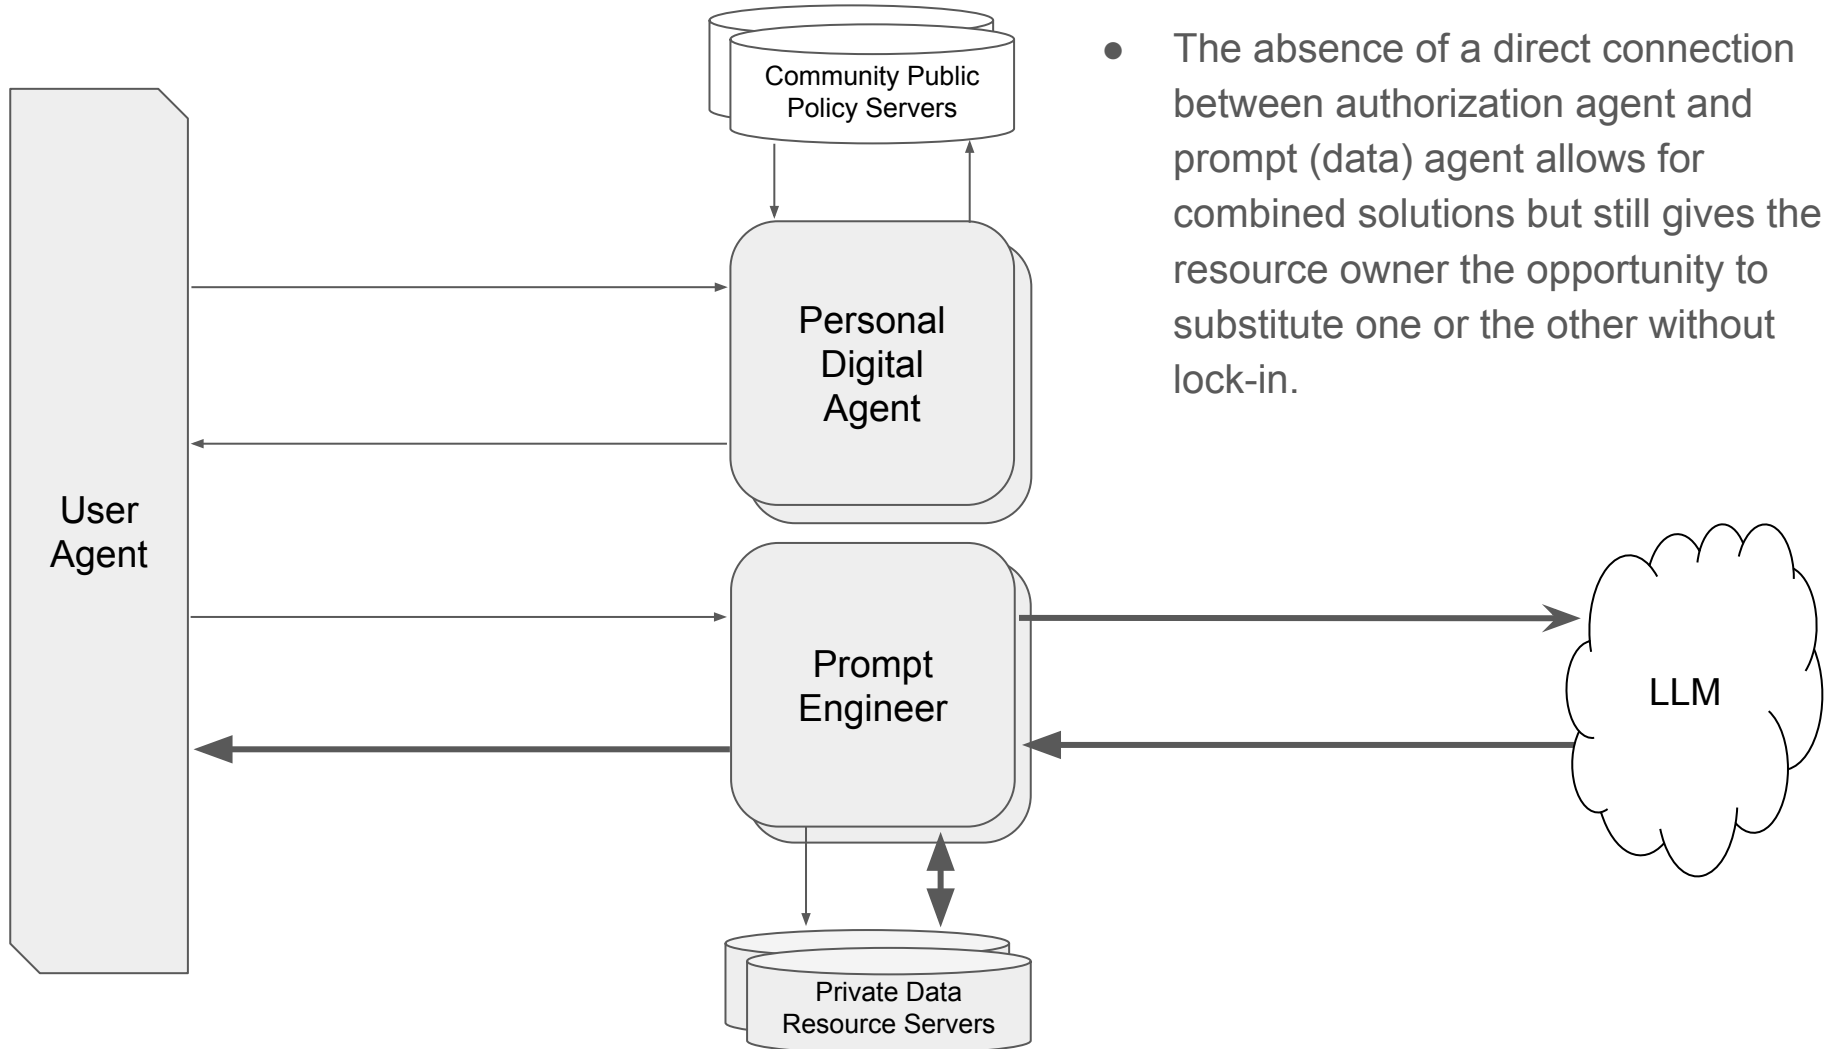 Community Public
Policy Servers
● The absence of a direct connection
between authorization agent and
prompt (data) agent allows for
combined solutions but still gives the
resource owner the opportunity to
substitute one or the other without
lock-in.
Personal
Digital
Agent
User
Agent
Prompt
Engineer
LLM
Private Data
Resource Servers